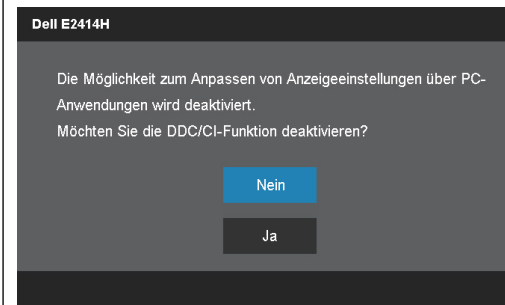 Dell E2414H
Die Möglichkeit zum Anpassen von Anzeigeeinstellungen über PC-
Anwendungen wird deaktiviert.
Möchten Sie die DDC/CI-Funktion deaktivieren?
Nein
Ja